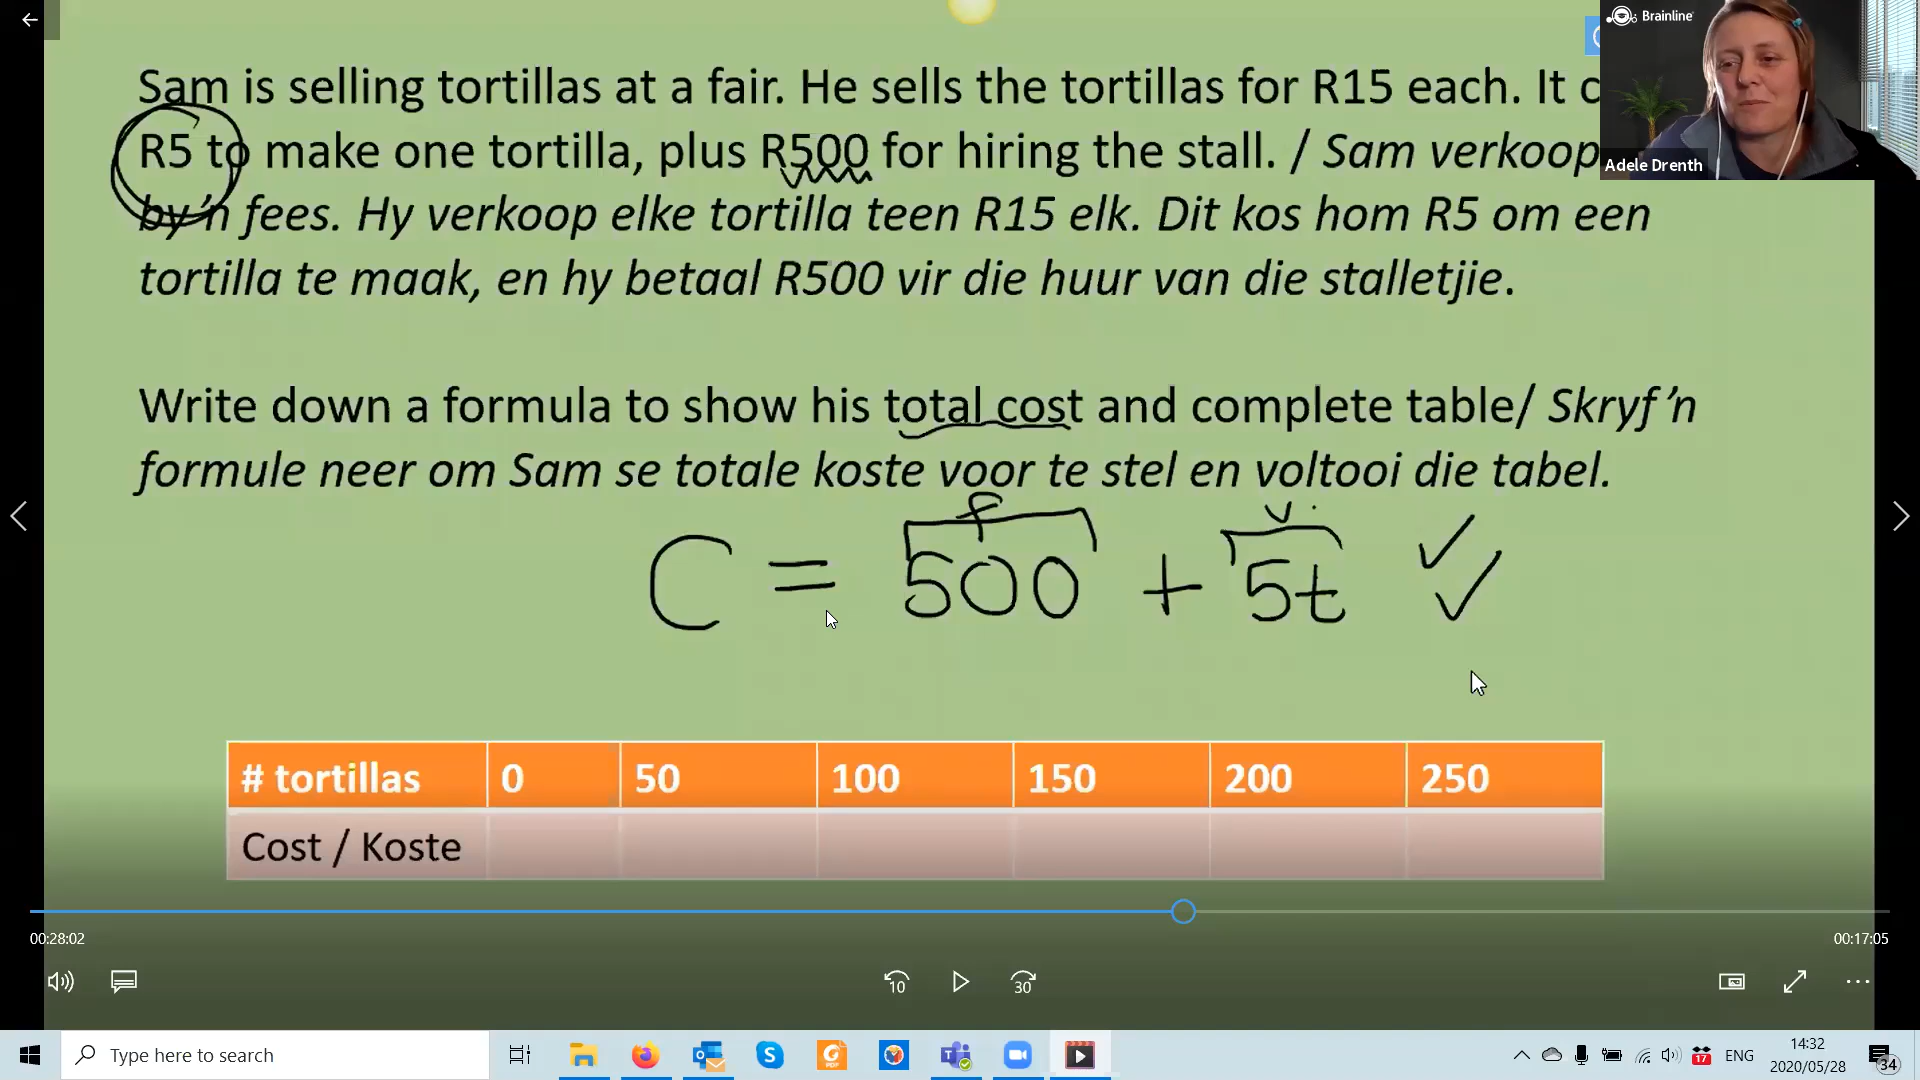 Brainline
Adele Drenth
Sam is selling tortillas at a fair. He sells the tortillas for R15 each. It c
R5 to make one tortilla, plus R500 for hiring the stall. / Sam verkoop
by 'n fees. Hy verkoop elke tortilla teen R15 elk. Dit kos hom R5 om een
tortilla te maak, en hy betaal R500 vir die huur van die stalletjie.
Write down a formula to show his total cost and complete table/ Skryf 'n
formule neer om Sam se totale koste voor te stel en voltooi die tabel.
f v
C = 500 + 5t
# tortillas 0 50 100 150 200 250
Cost / Koste
00:28:02 00:17:05
10 30
Type here to search
17 ENG 14:32
2020/05/28 34